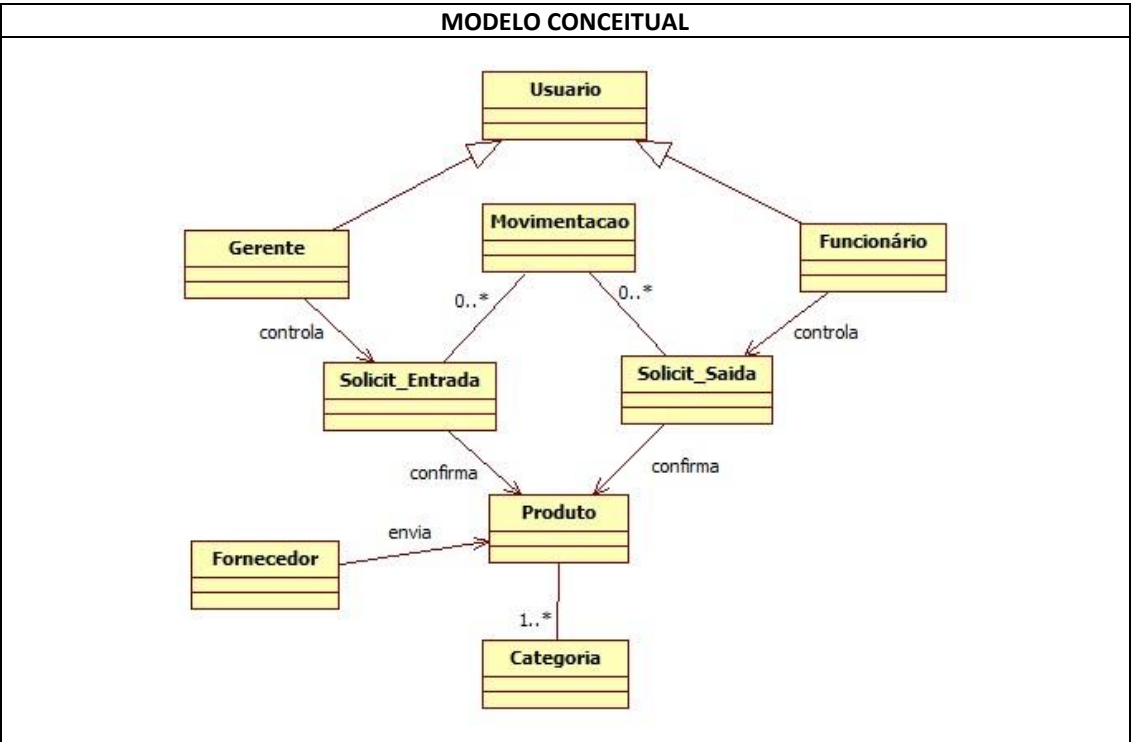 MODELO CONCEITUAL
Usuario
Movimentacao
Gerente
Funcionário
0..*
0..*
controla
controla
Solicit_Entrada
Solicit_Saida
confirma
confirma
Produto
envia
Fornecedor
1..*
Categoria